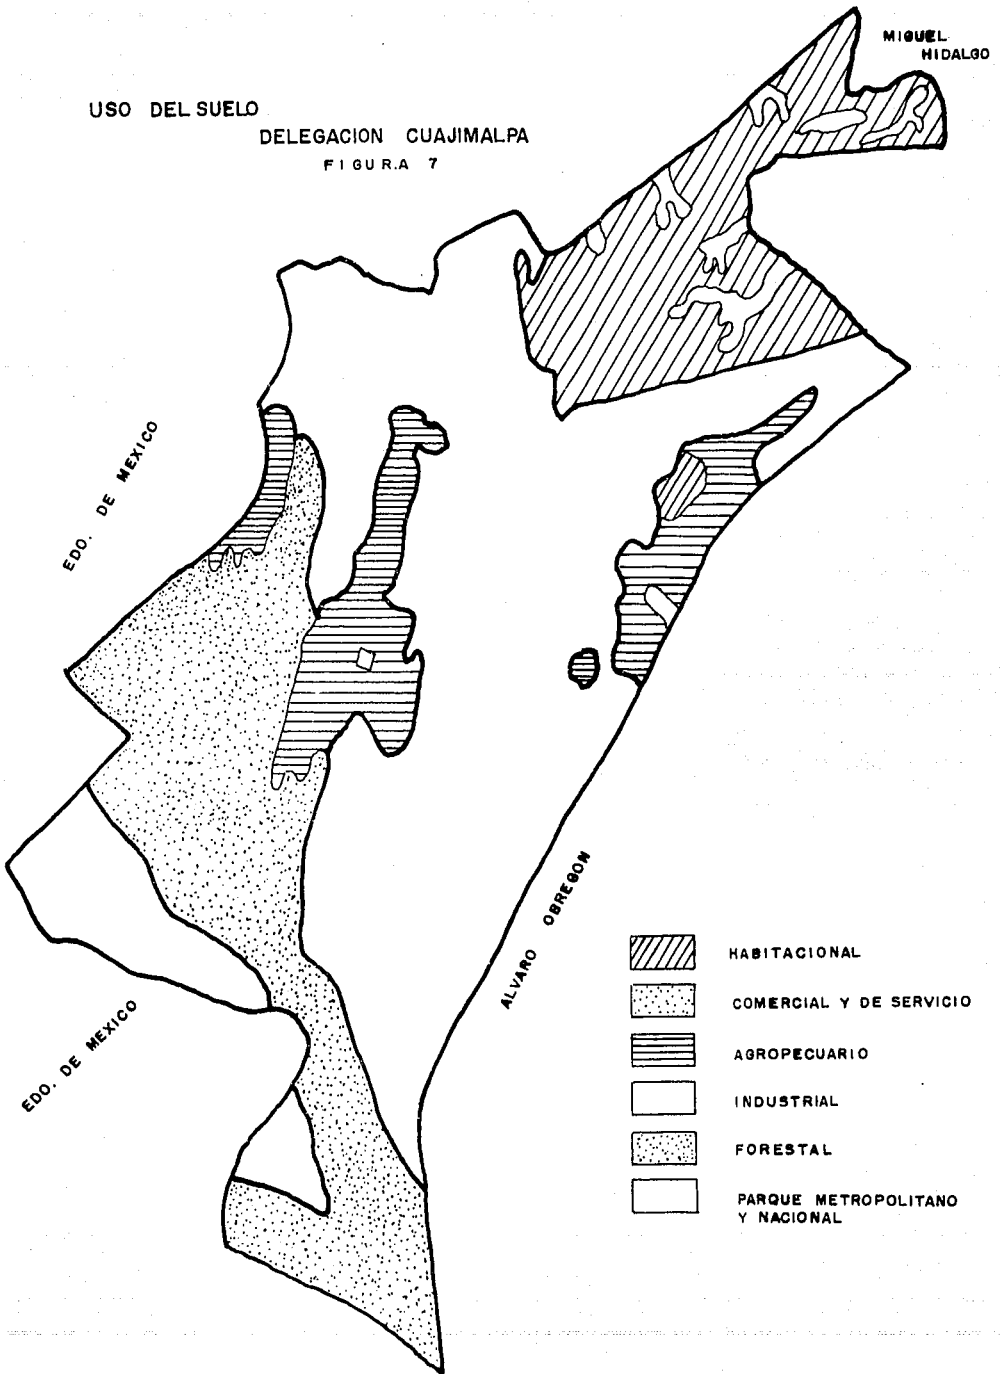 MIGUEL
HIDALGO
USO DEL SUELO
DELEGACION CUAJIMALPA
FIGURA 7
EDO. DE MEXICO
ALVARO OBREGON
EDO. DE MEXICO
HABITACIONAL
COMERCIAL Y DE SERVICIO
AGROPECUARIO
INDUSTRIAL
FORESTAL
PARQUE METROPOLITANO
Y NACIONAL